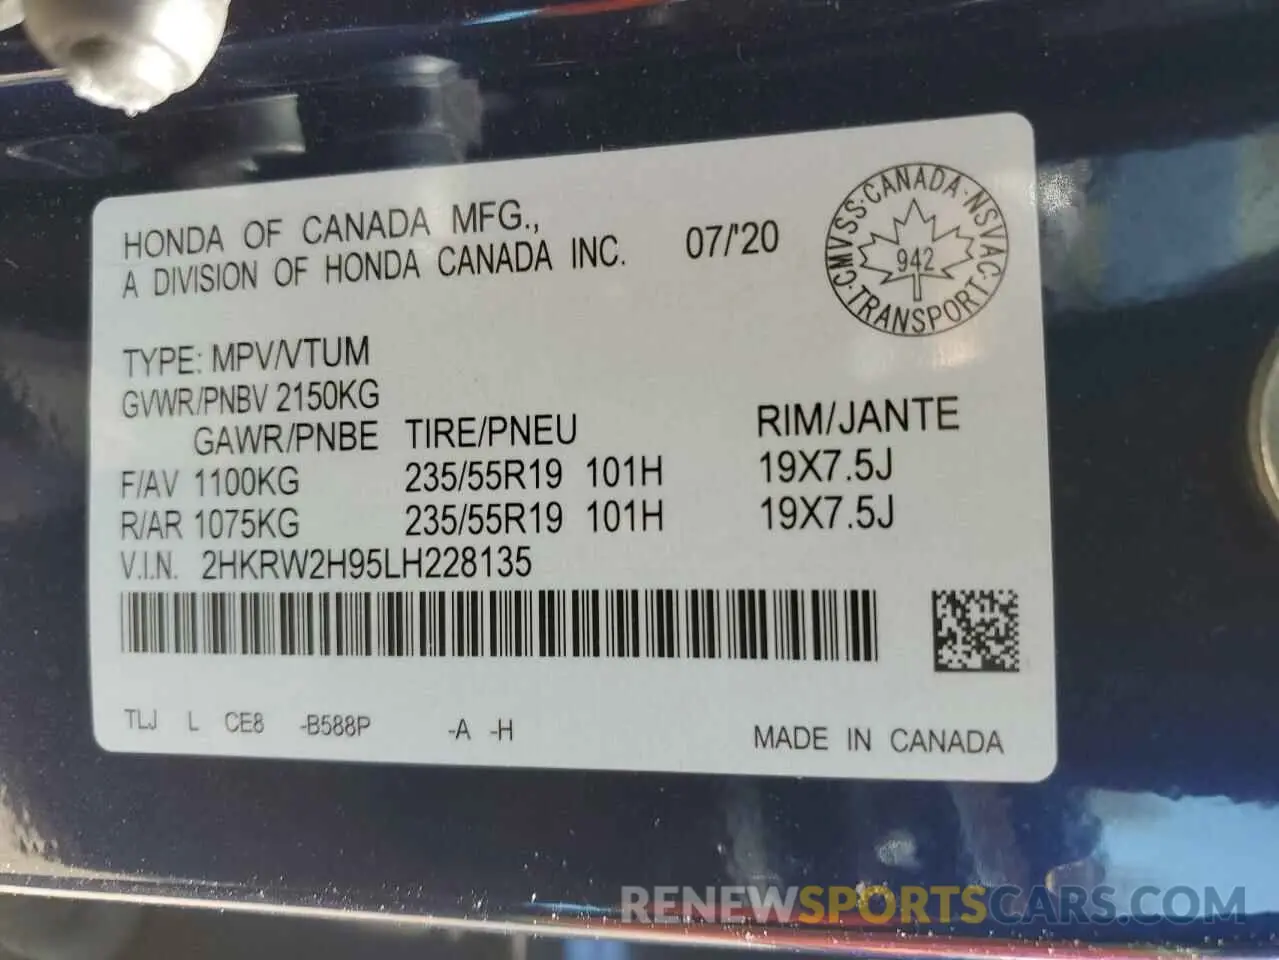 HONDA OF CANADA MFG.,
A DIVISION OF HONDA CANADA INC.
07/'20
CMVSS·CANADA·NSVAC·TRANSPORT·
942
TYPE: MPV/VTUM
GVWR/PNBV 2150KG
GAWR/PNBE TIRE/PNEU RIM/JANTE
F/AV 1100KG 235/55R19 101H 19X7.5J
R/AR 1075KG 235/55R19 101H 19X7.5J
V.I.N. 2HKRW2H95LH228135
TLJ L CE8 -B588P -A -H MADE IN CANADA
RENEWSPORTSCARS.COM